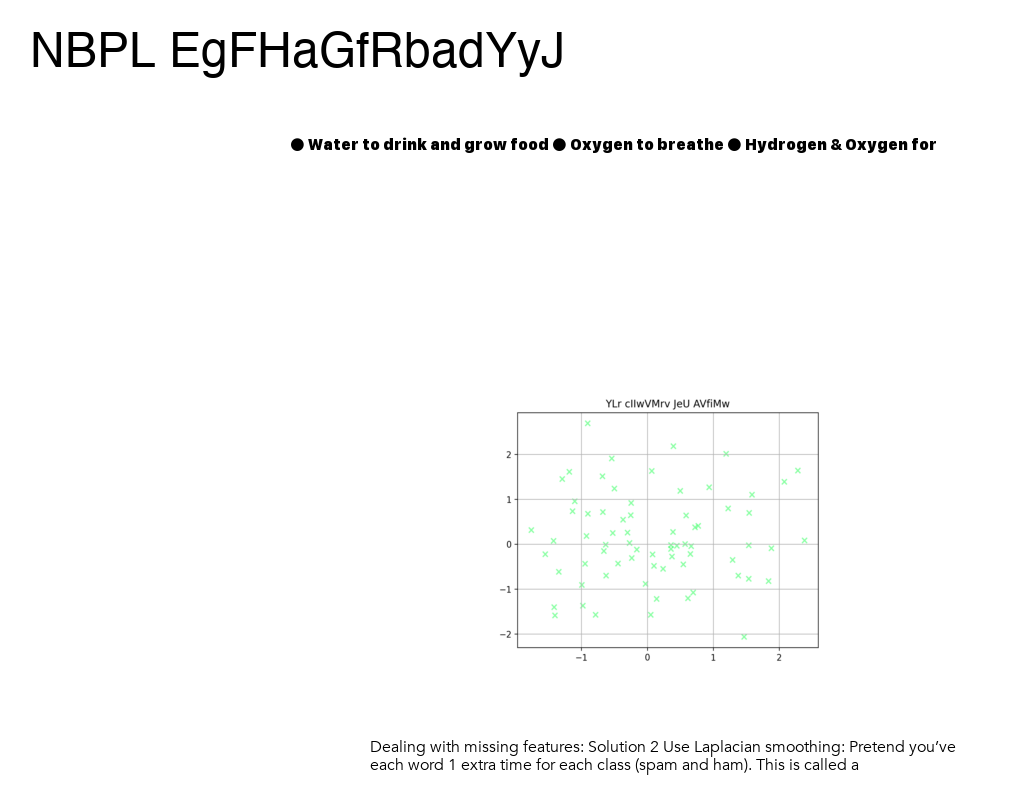 NBPL EgFHaGfRbadYyJ
● Water to drink and grow food ● Oxygen to breathe ● Hydrogen & Oxygen for
YLr cIlwVMrv JeU AVfiMw
2
1
0
−1
−2
−1 0 1 2
Dealing with missing features: Solution 2 Use Laplacian smoothing: Pretend you’ve
each word 1 extra time for each class (spam and ham). This is called a